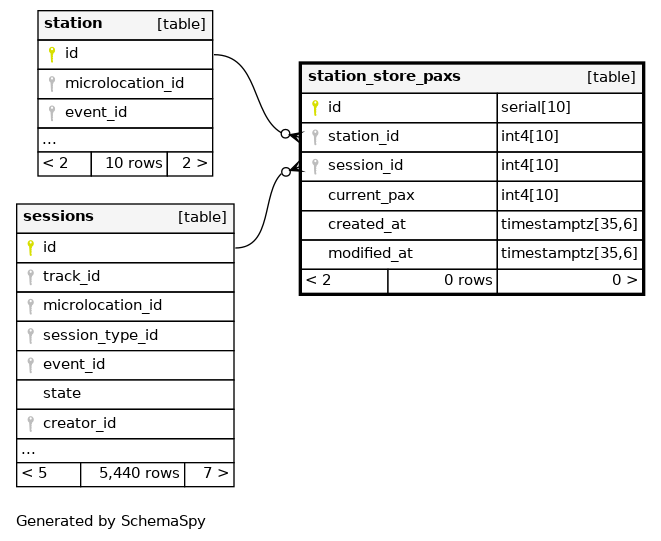 station [table]
id
microlocation_id
event_id
...
< 2 10 rows 2 >
sessions [table]
id
track_id
microlocation_id
session_type_id
event_id
state
creator_id
...
< 5 5,440 rows 7 >
station_store_paxs [table]
id serial[10]
station_id int4[10]
session_id int4[10]
current_pax int4[10]
created_at timestamptz[35,6]
modified_at timestamptz[35,6]
< 2 0 rows 0 >
Generated by SchemaSpy